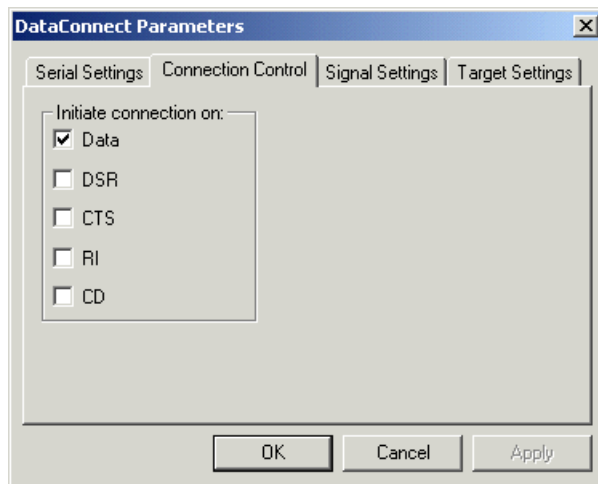 DataConnect Parameters
Serial Settings Connection Control Signal Settings Target Settings
Initiate connection on:
Data
DSR
CTS
RI
CD
OK Cancel Apply